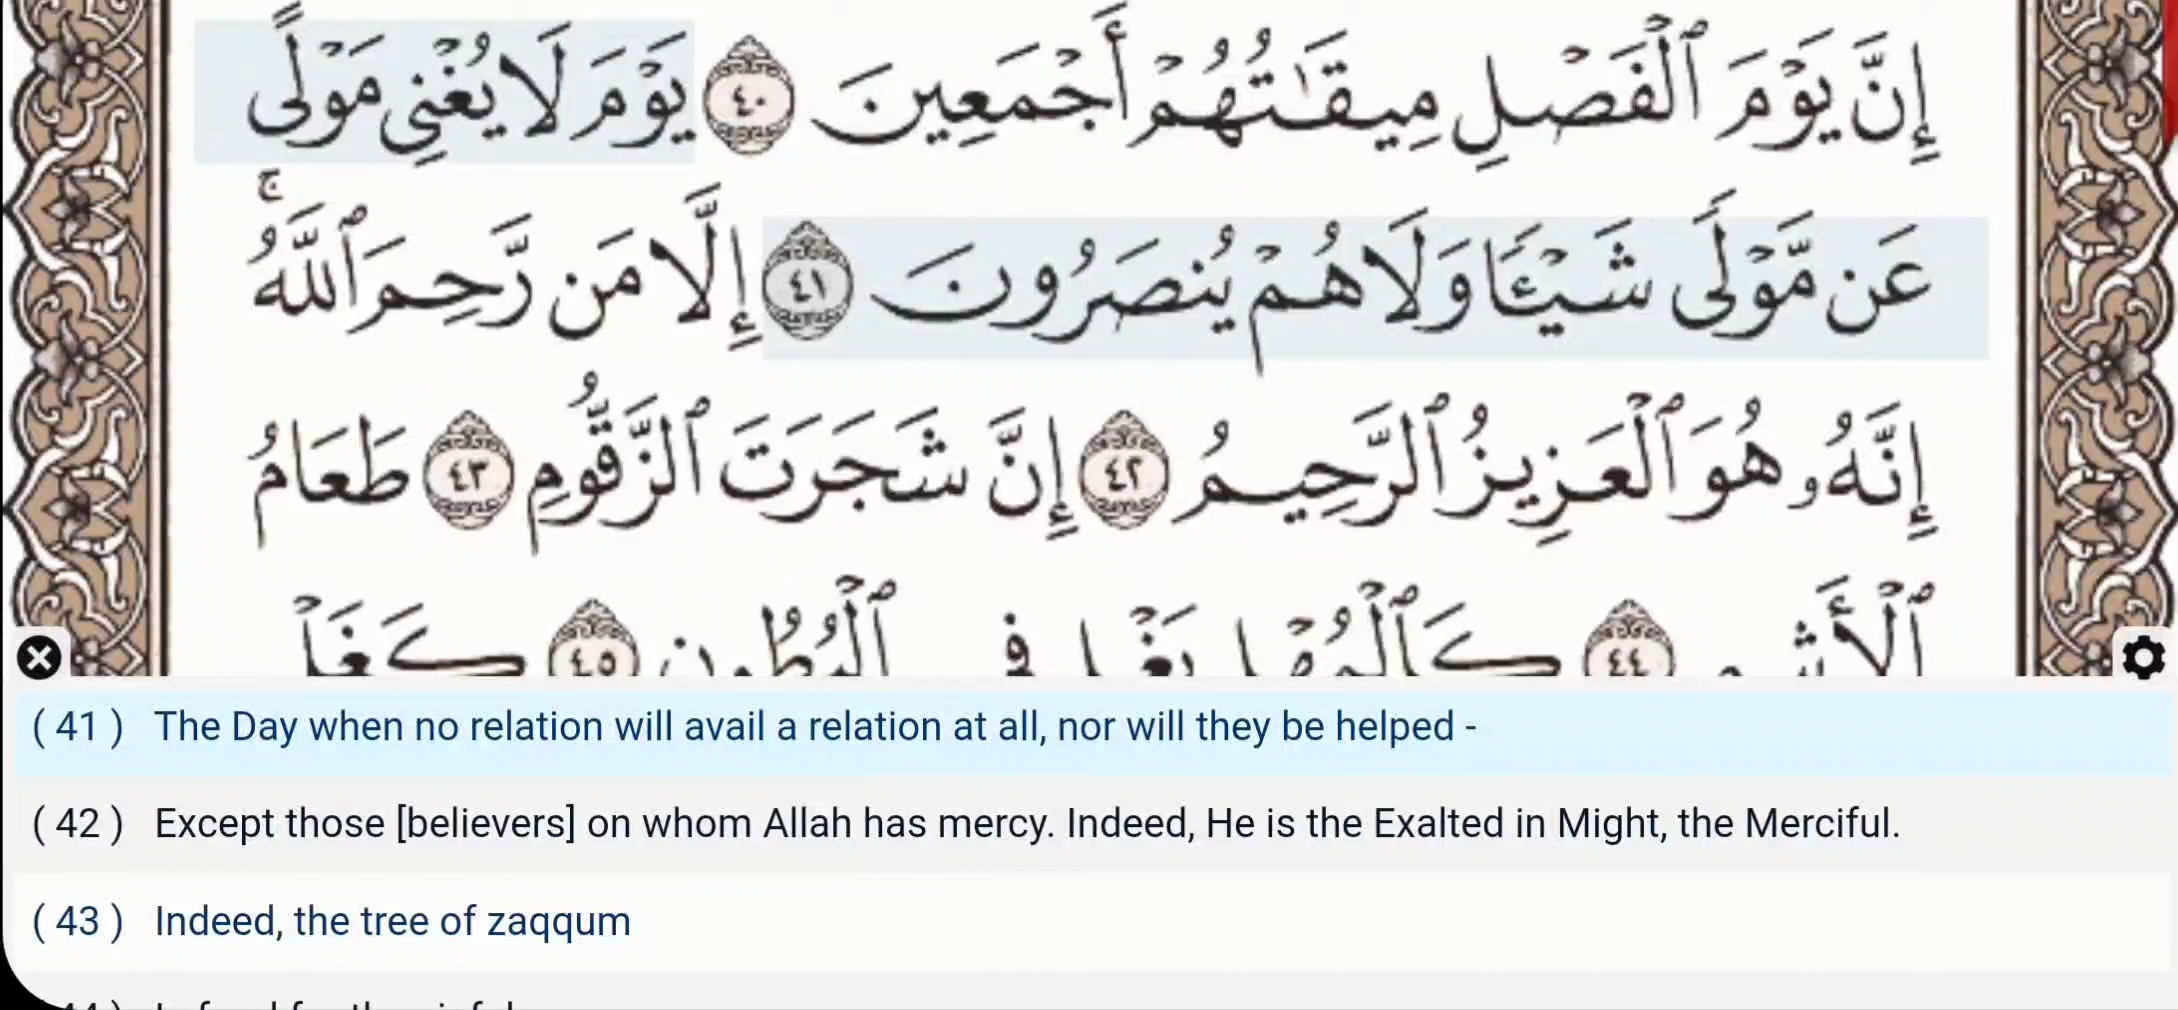 إِنَّ يَوْمَ ٱلْفَصْلِ مِيقَـٰتُهُمْ أَجْمَعِينَ ٤٠ يَوْمَ لَا يُغْنِى مَوْلًى
عَن مَّوْلًى شَيْـًٔا وَلَا هُمْ يُنصَرُونَ ٤١ إِلَّا مَن رَّحِمَ ٱللَّهُ ۚ
إِنَّهُۥ هُوَ ٱلْعَزِيزُ ٱلرَّحِيمُ ٤٢ إِنَّ شَجَرَتَ ٱلزَّقُّومِ ٤٣ طَعَامُ
٤٤ ٤٥
( 41 ) The Day when no relation will avail a relation at all, nor will they be helped -
( 42 ) Except those [believers] on whom Allah has mercy. Indeed, He is the Exalted in Might, the Merciful.
( 43 ) Indeed, the tree of zaqqum